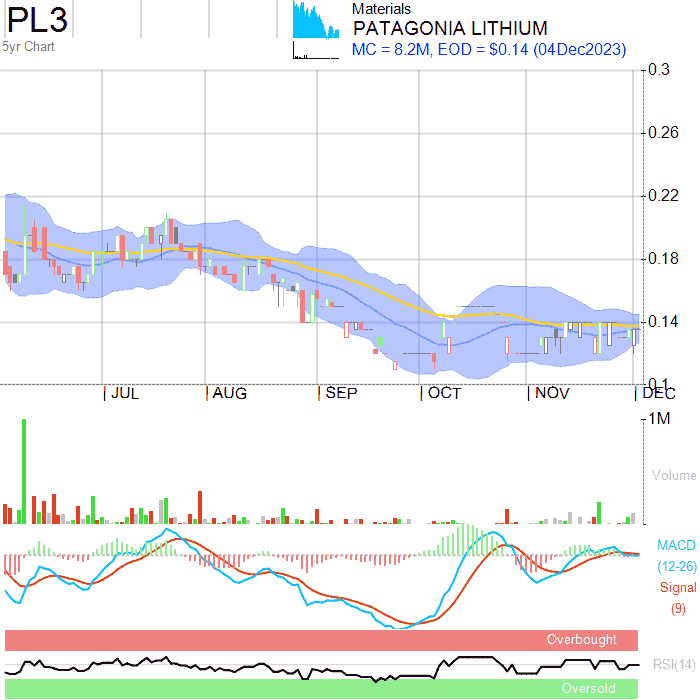 PL3
5yr Chart
Materials
PATAGONIA LITHIUM
MC = 8.2M, EOD = $0.14 (04Dec2023)
0.3
0.26
0.22
0.18
0.14
0.1
JUL AUG SEP OCT NOV DEC
1M
Volume
MACD
(12-26)
Signal
(9)
Overbought
RSI(14)
Oversold